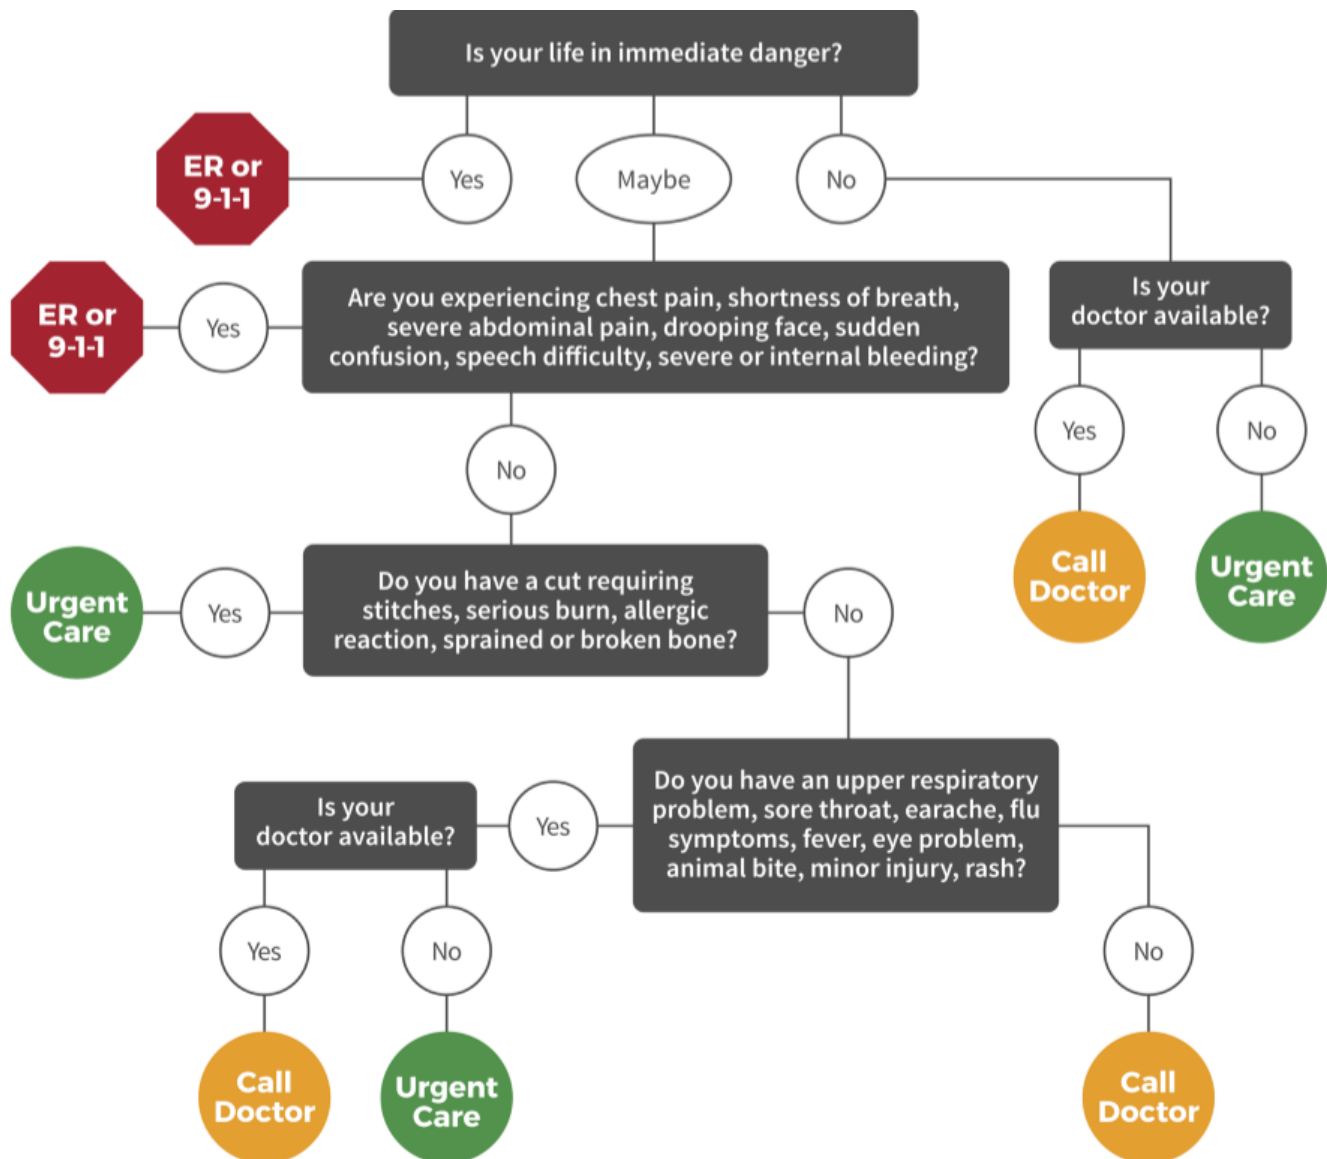 Is your life in immediate danger?
ER or
9-1-1
Yes
Maybe
No
ER or
9-1-1
Yes
Are you experiencing chest pain, shortness of breath,
severe abdominal pain, drooping face, sudden
confusion, speech difficulty, severe or internal bleeding?
Is your
doctor available?
Yes
No
No
Call
Doctor
Urgent
Care
Urgent
Care
Yes
Do you have a cut requiring
stitches, serious burn, allergic
reaction, sprained or broken bone?
No
Is your
doctor available?
Yes
Do you have an upper respiratory
problem, sore throat, earache, flu
symptoms, fever, eye problem,
animal bite, minor injury, rash?
Yes
No
No
Call
Doctor
Urgent
Care
Call
Doctor